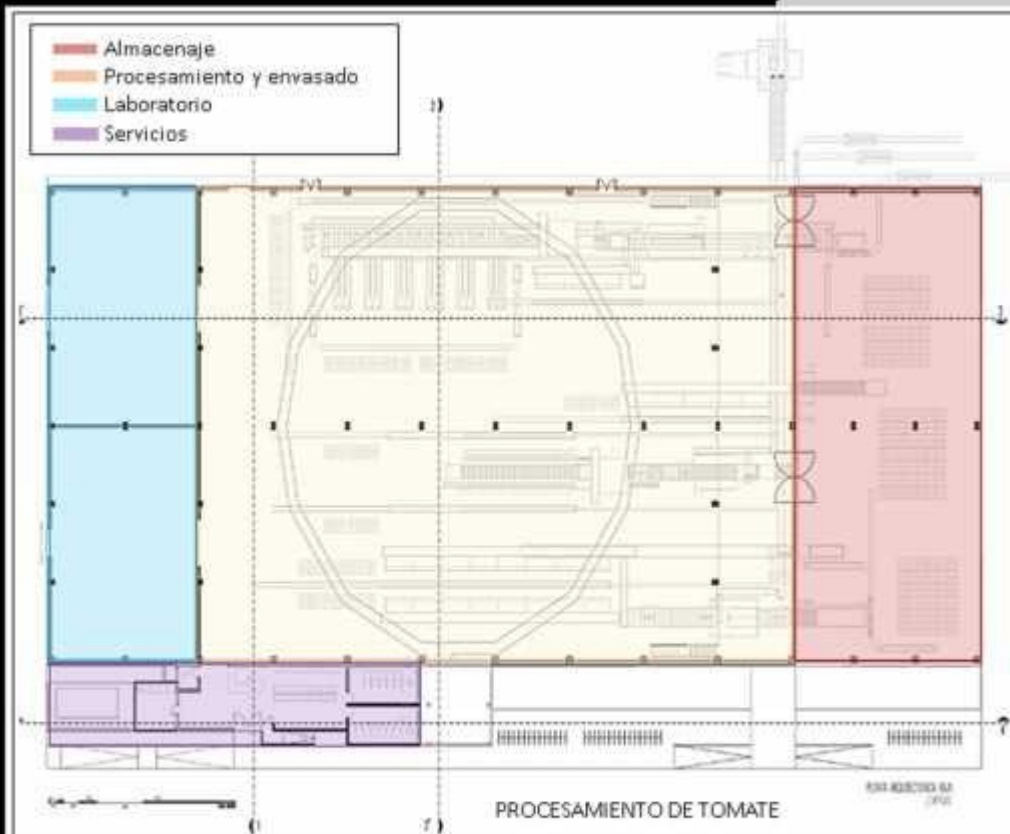 Almacenaje
Procesamiento y envasado
Laboratorio
Servicios
PROCESAMIENTO DE TOMATE